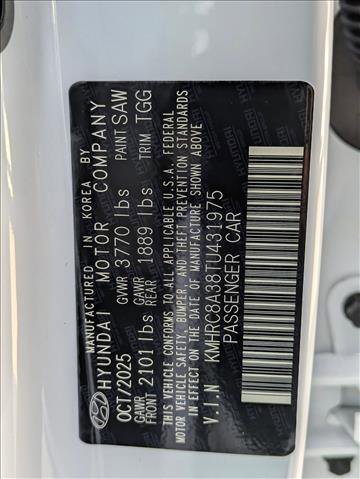 MANUFACTURED IN KOREA BY
HYUNDAI MOTOR COMPANY
OCT/2025 GVWR 3770 lbs PAINT SAW
GAWR FRONT 2101 lbs GAWR REAR 1889 lbs TRIM TGG
THIS VEHICLE CONFORMS TO ALL APPLICABLE U.S.A. FEDERAL
MOTOR VEHICLE SAFETY, BUMPER, AND THEFT PREVENTION STANDARDS
IN EFFECT ON THE DATE OF MANUFACTURE SHOWN ABOVE
V.I.N KMHRC8A38TU431975
PASSENGER CAR